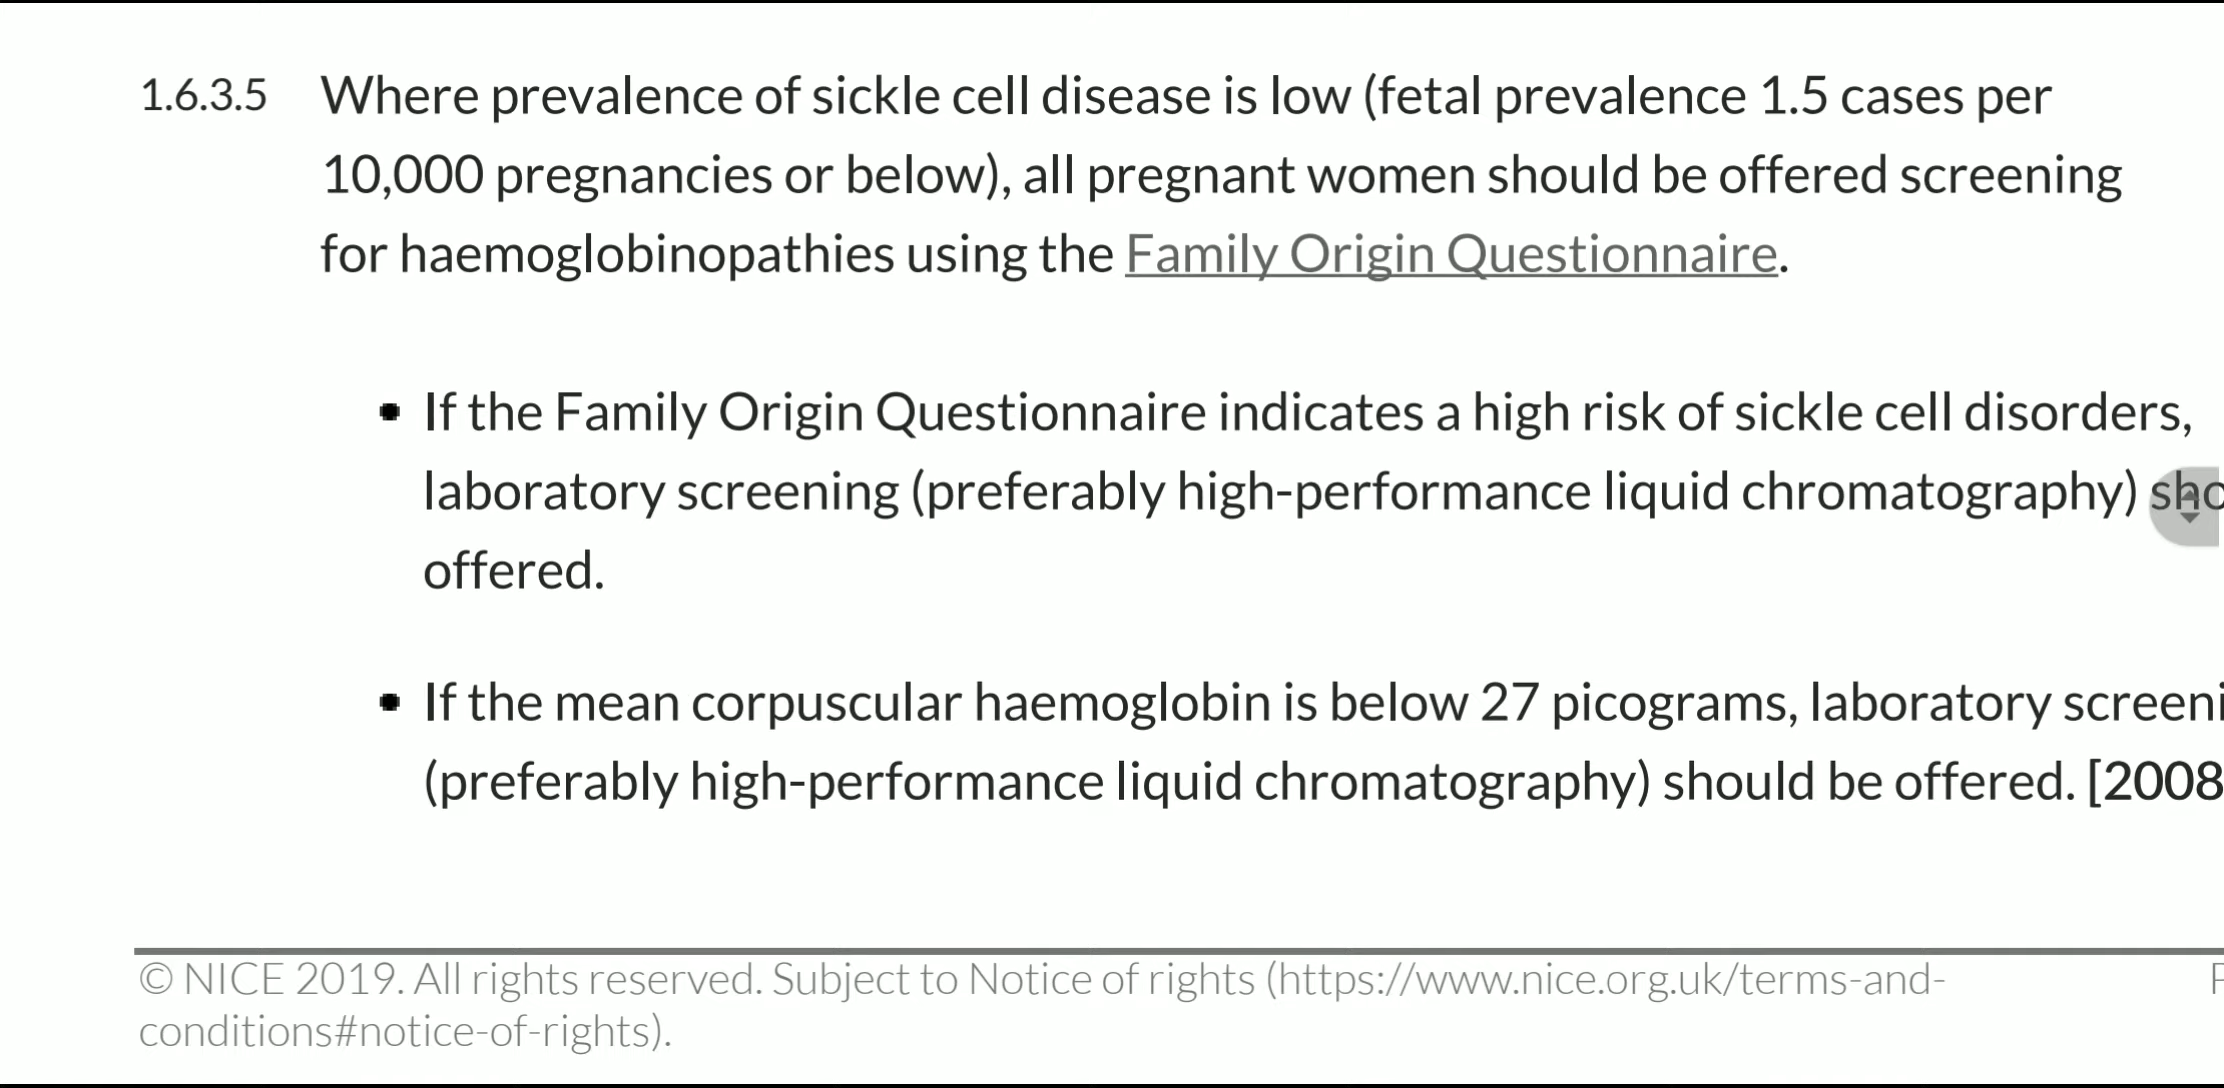 1.6.3.5 Where prevalence of sickle cell disease is low (fetal prevalence 1.5 cases per
10,000 pregnancies or below), all pregnant women should be offered screening
for haemoglobinopathies using the Family Origin Questionnaire.
• If the Family Origin Questionnaire indicates a high risk of sickle cell disorders,
laboratory screening (preferably high-performance liquid chromatography)
offered.
• If the mean corpuscular haemoglobin is below 27 picograms, laboratory
(preferably high-performance liquid chromatography) should be offered. [2008
© NICE 2019. All rights reserved. Subject to Notice of rights (https://www.nice.org.uk/terms-and-
conditions#notice-of-rights).